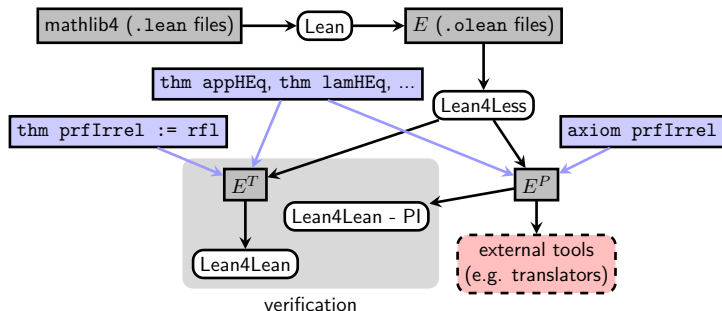 mathlib4 (.lean files)
Lean
E (.olean files)
thm appHEq, thm lamHEq, ...
Lean4Less
thm prfIrrel := rfl
axiom prfIrrel
E^T
E^P
Lean4Lean - PI
Lean4Lean
external tools
(e.g. translators)
verification